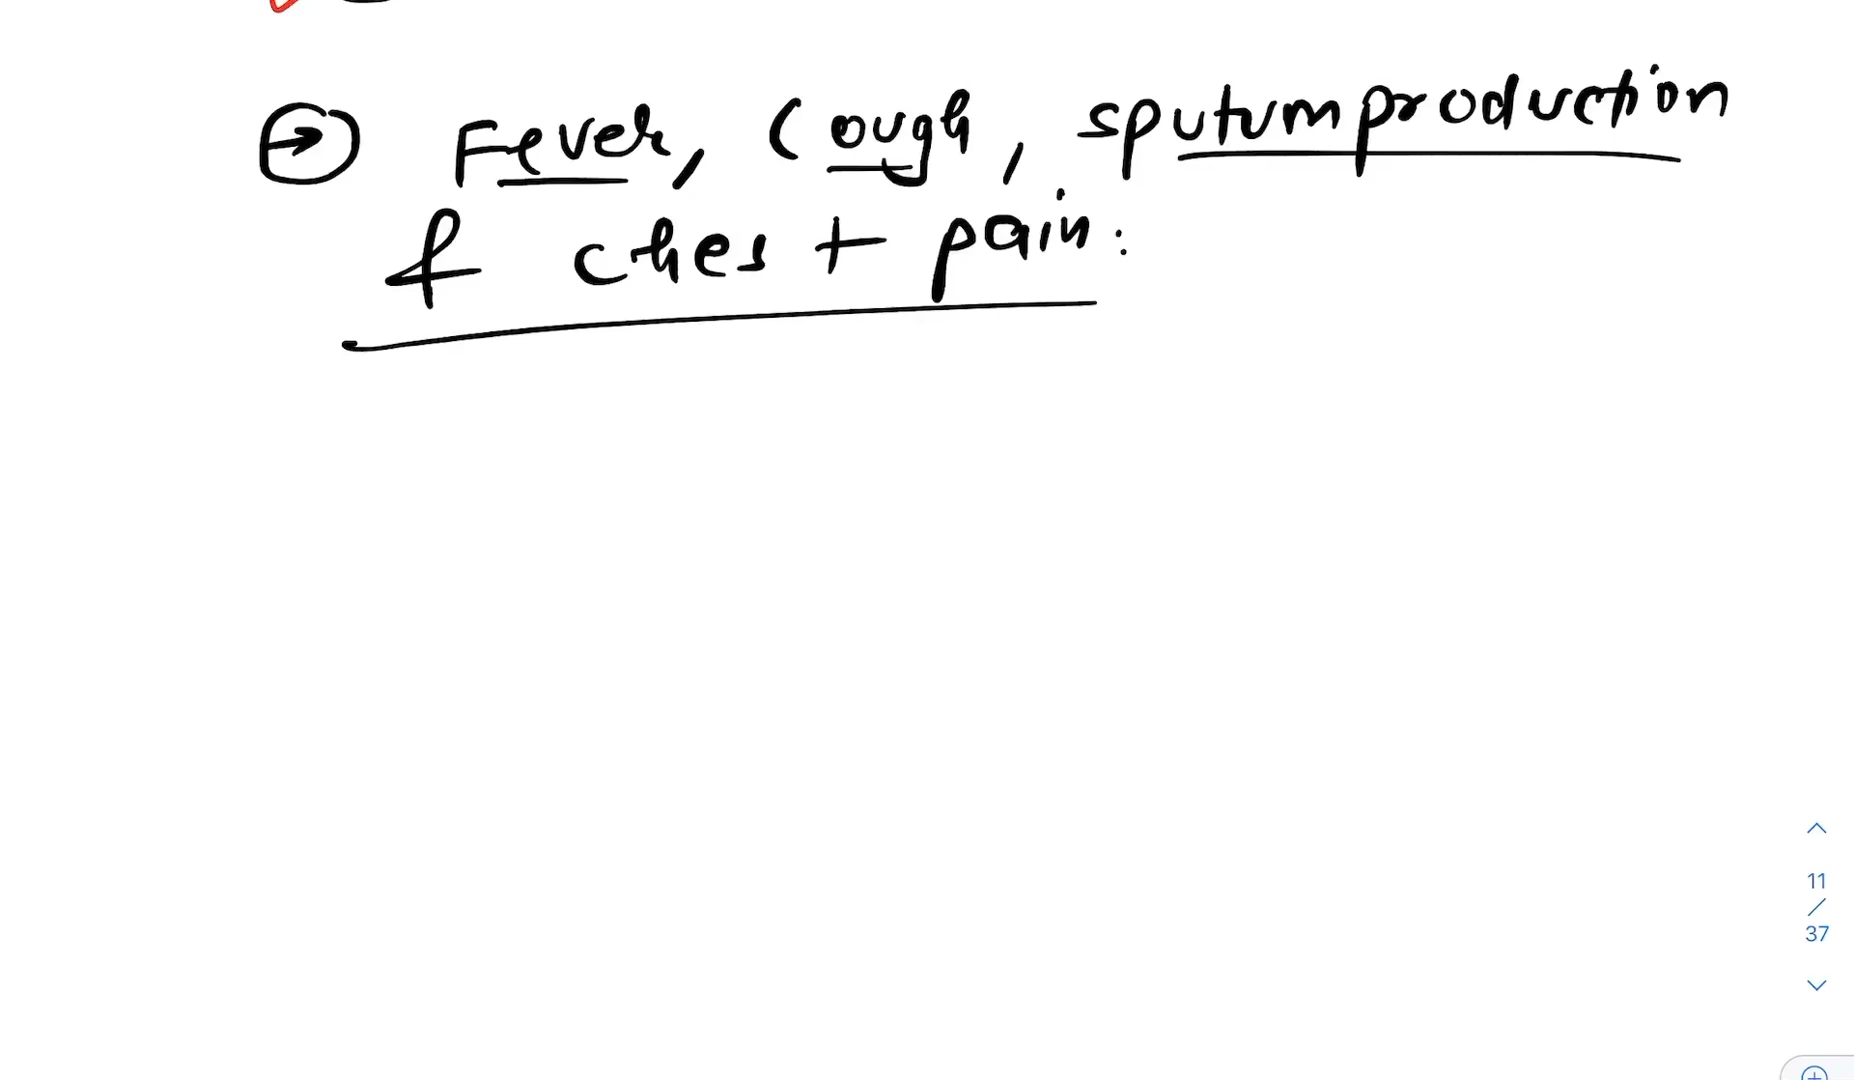 → Fever, Cough, sputum production
& chest pain:
11
/
37